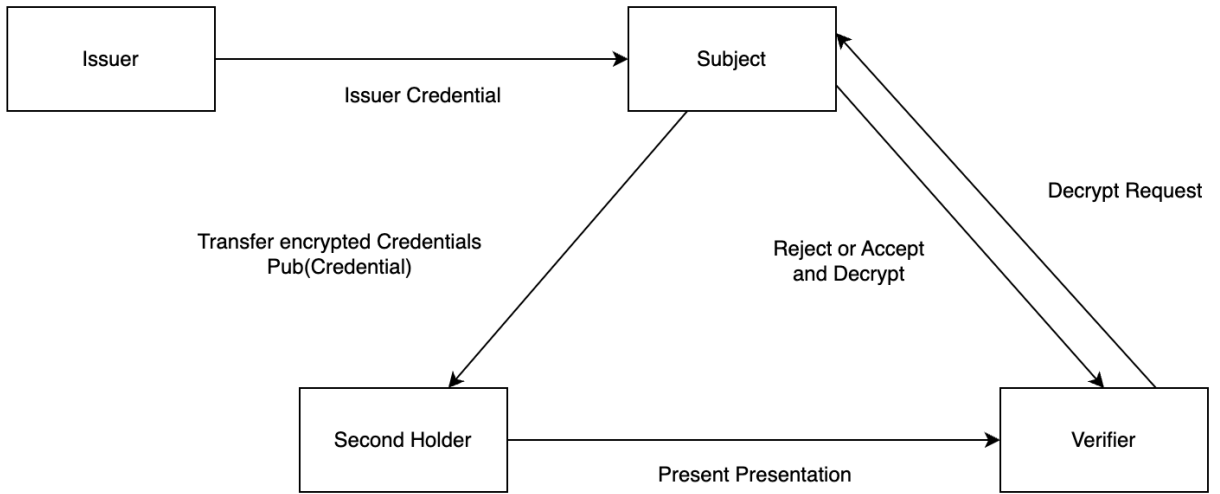 Issuer
Subject
Issuer Credential
Decrypt Request
Transfer encrypted Credentials
Pub(Credential)
Reject or Accept
and Decrypt
Second Holder
Verifier
Present Presentation